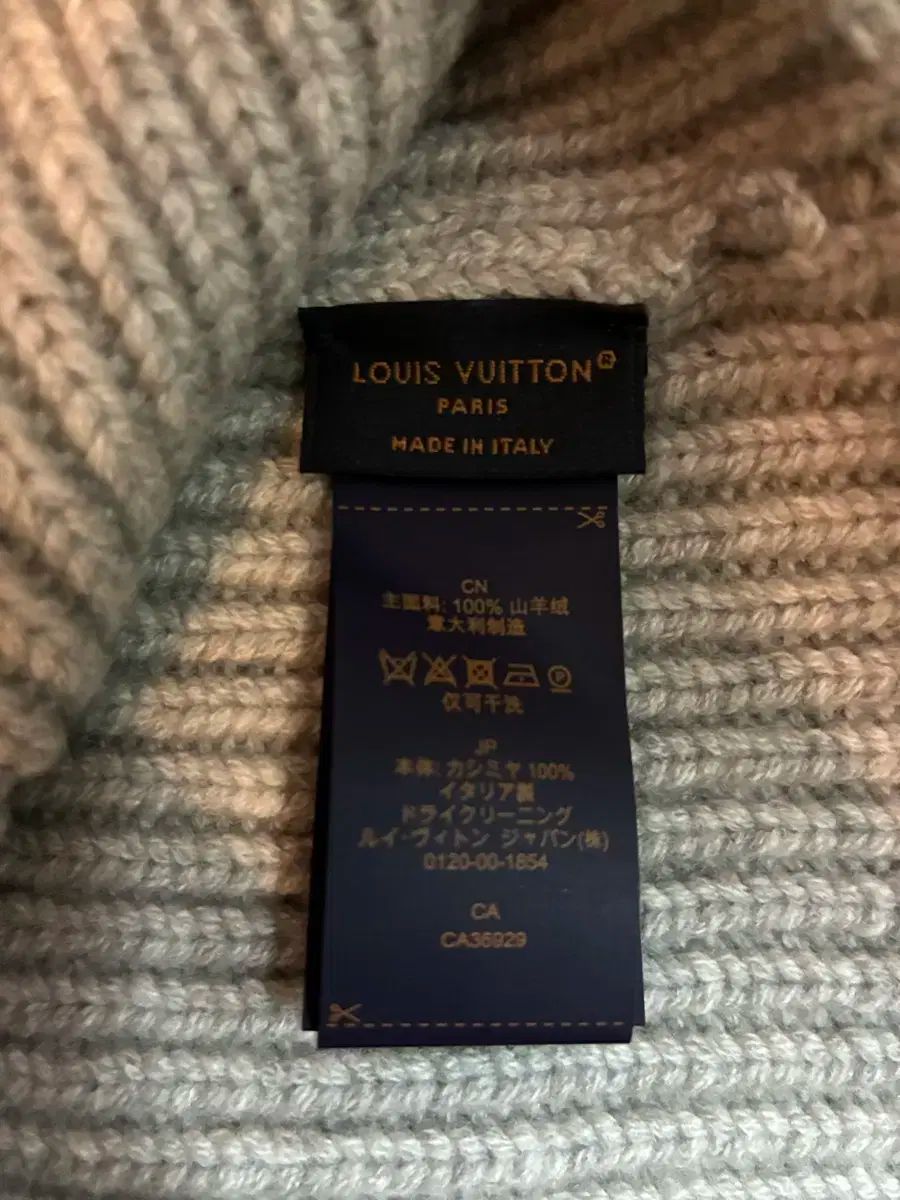 LOUIS VUITTON®
PARIS
MADE IN ITALY
CN
主面料: 100% 山羊绒
意大利制造
P
仅可干洗
JP
本体: カシミヤ 100%
イタリア製
ドライクリーニング
ルイ・ヴィトン ジャパン(株)
0120-00-1854
CA
CA36929